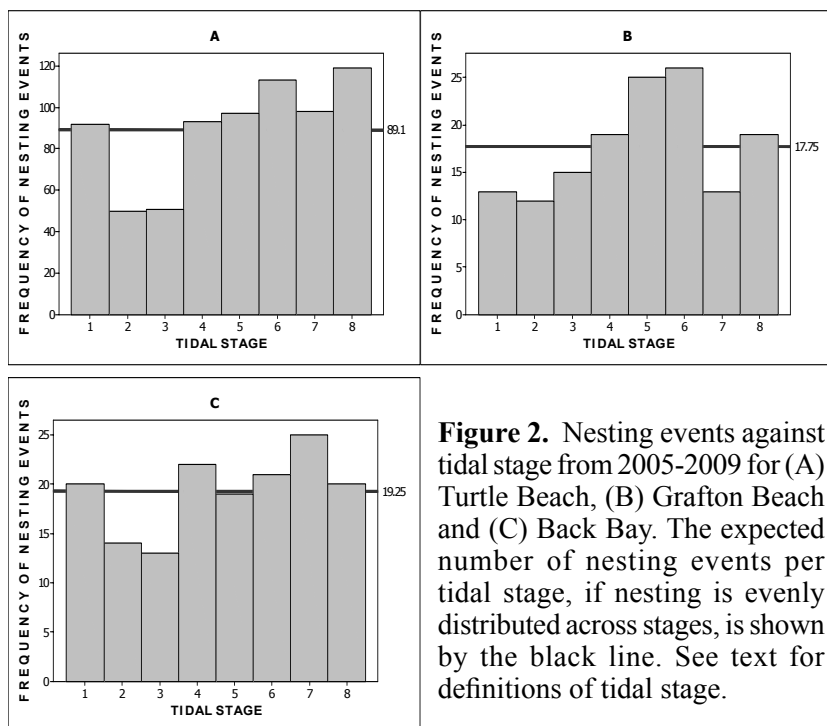 A
FREQUENCY OF NESTING EVENTS
120
100
80
60
40
20
0
89.1
1 2 3 4 5 6 7 8
TIDAL STAGE
B
FREQUENCY OF NESTING EVENTS
25
20
15
10
5
0
17.75
1 2 3 4 5 6 7 8
TIDAL STAGE
C
FREQUENCY OF NESTING EVENTS
25
20
15
10
5
0
19.25
1 2 3 4 5 6 7 8
TIDAL STAGE
Figure 2. Nesting events against
tidal stage from 2005-2009 for (A)
Turtle Beach, (B) Grafton Beach
and (C) Back Bay. The expected
number of nesting events per
tidal stage, if nesting is evenly
distributed across stages, is shown
by the black line. See text for
definitions of tidal stage.